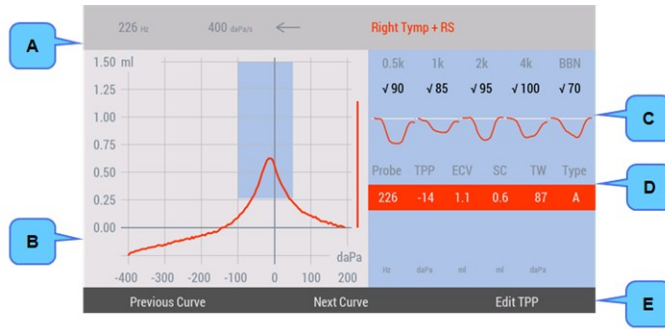 226 Hz 400 daPa/s Right Tymp + RS
A
1.50 ml
1.25
1.00
0.75
0.50
0.25
0.00
daPa
-400 -300 -200 -100 0 100 200
0.5k 1k 2k 4k BBN
√ 90 √ 85 √ 95 √ 100 √ 70
C
Probe TPP ECV SC TW Type
226 -14 1.1 0.6 87 A
D
B
Hz daPa ml ml daPa
Previous Curve Next Curve Edit TPP
E